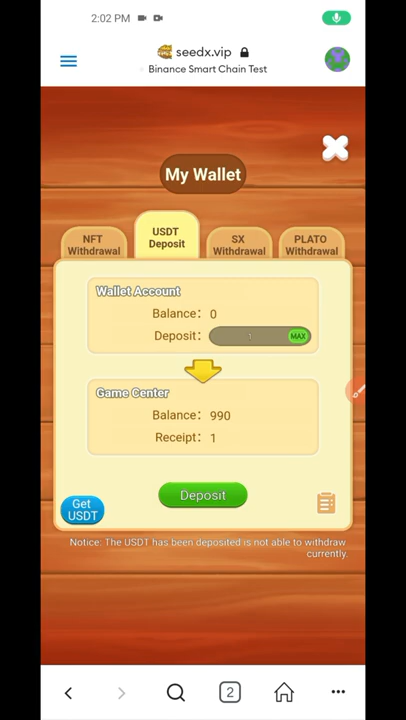 2:02 PM
seedx.vip
Binance Smart Chain Test
My Wallet
NFT
Withdrawal
USDT
Deposit
SX
Withdrawal
PLATO
Withdrawal
Wallet Account
Balance: 0
Deposit: 1 MAX
Game Center
Balance: 990
Receipt: 1
Deposit
Get
USDT
Notice: The USDT has been deposited is not able to withdraw
currently.
2